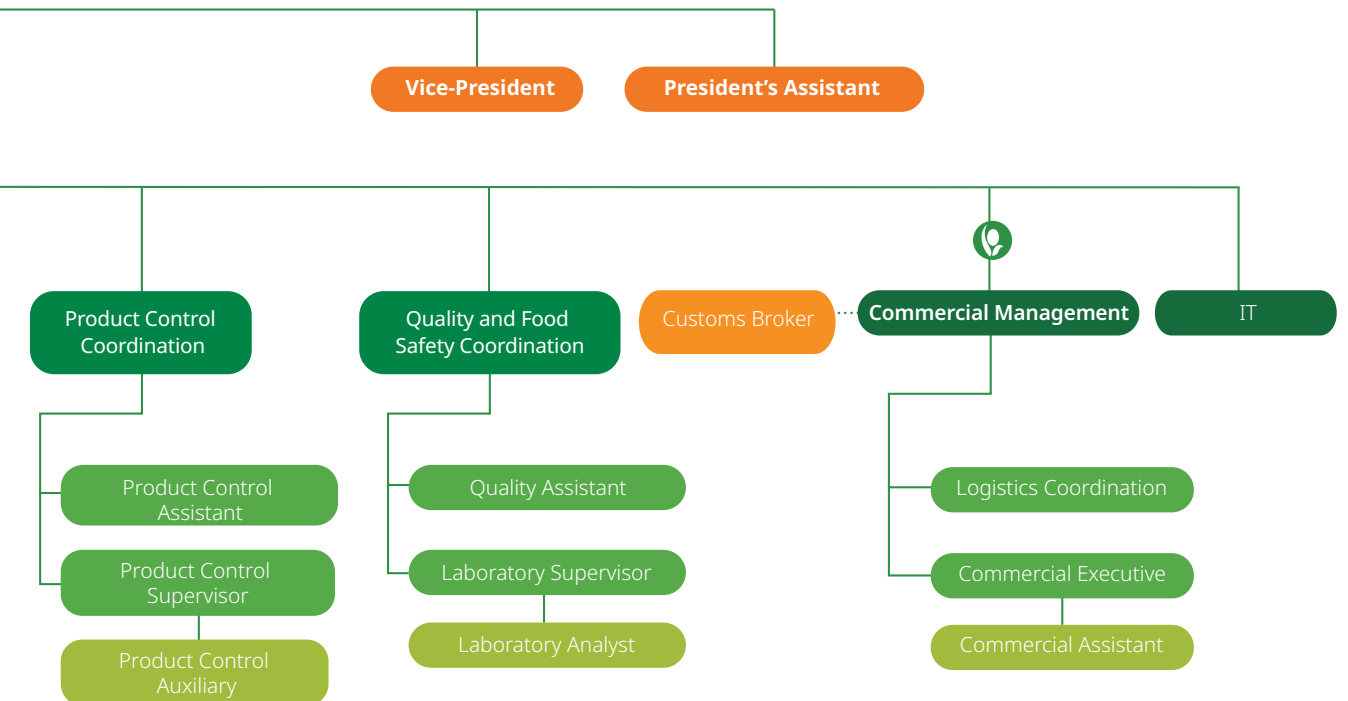 Vice-President
President’s Assistant
Product Control
Coordination
Quality and Food
Safety Coordination
Customs Broker
Commercial Management
IT
Product Control
Assistant
Quality Assistant
Logistics Coordination
Product Control
Supervisor
Laboratory Supervisor
Commercial Executive
Product Control
Auxiliary
Laboratory Analyst
Commercial Assistant